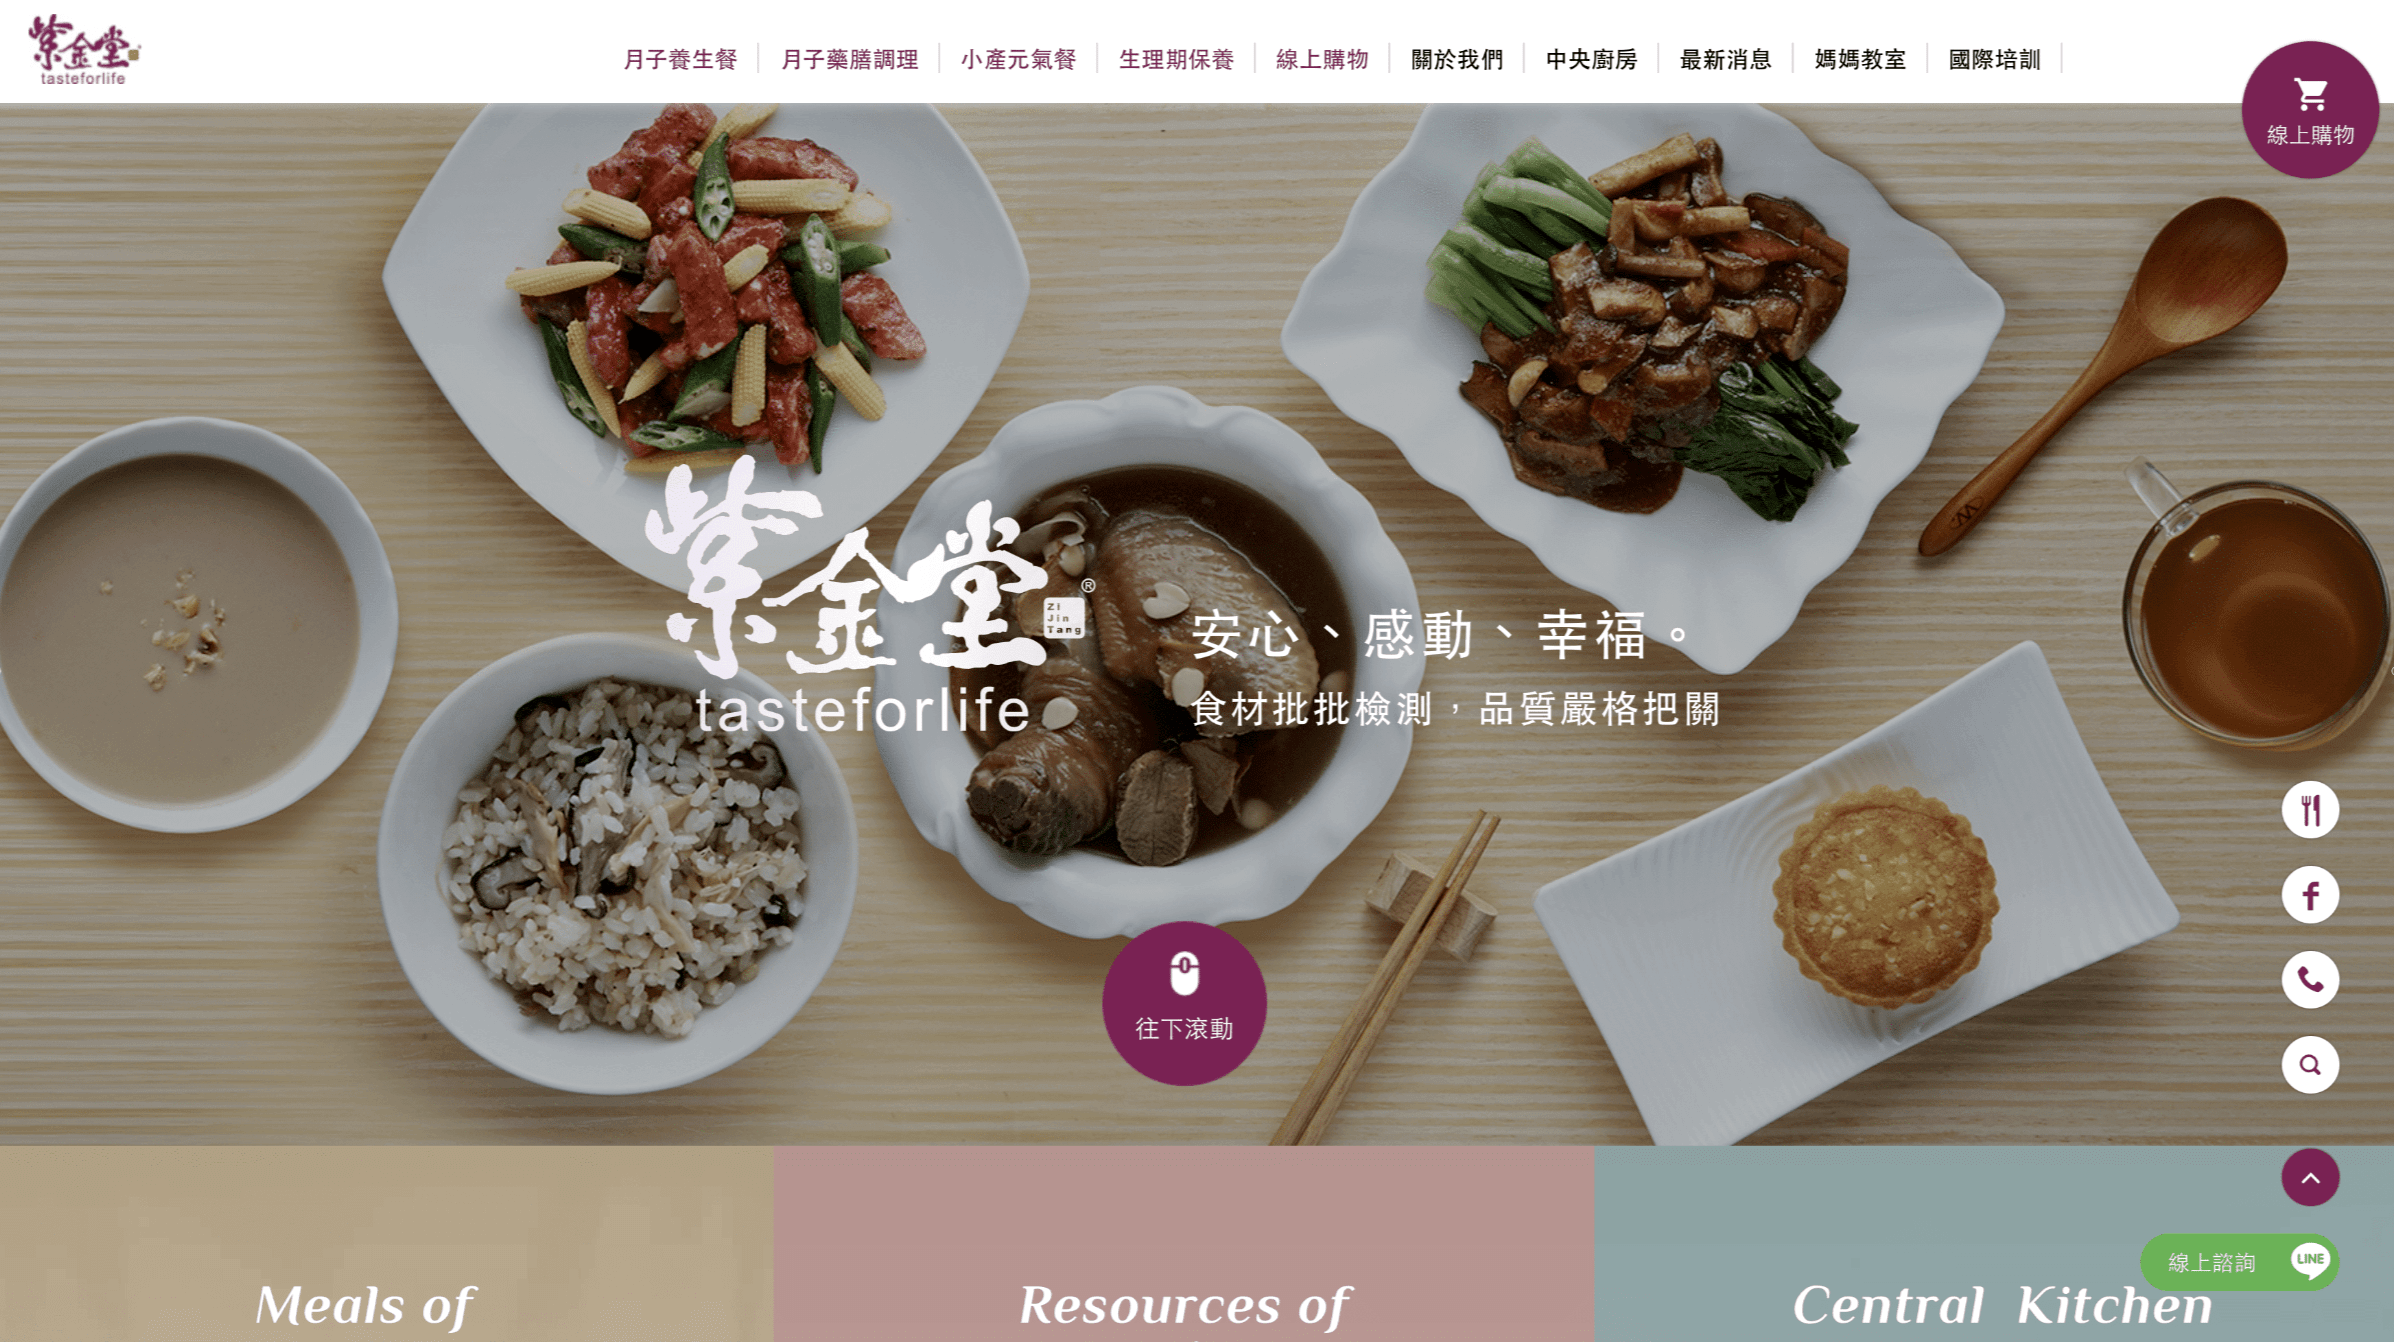 紫金堂
tasteforlife
月子養生餐
月子藥膳調理
小產元氣餐
生理期保養
線上購物
關於我們
中央廚房
最新消息
媽媽教室
國際培訓
線上購物
紫金堂®
Zi
Jin
Tang
tasteforlife
安心、感動、幸福。
食材批批檢測，品質嚴格把關
往下滾動
線上諮詢
LINE
Meals of
Resources of
Central Kitchen